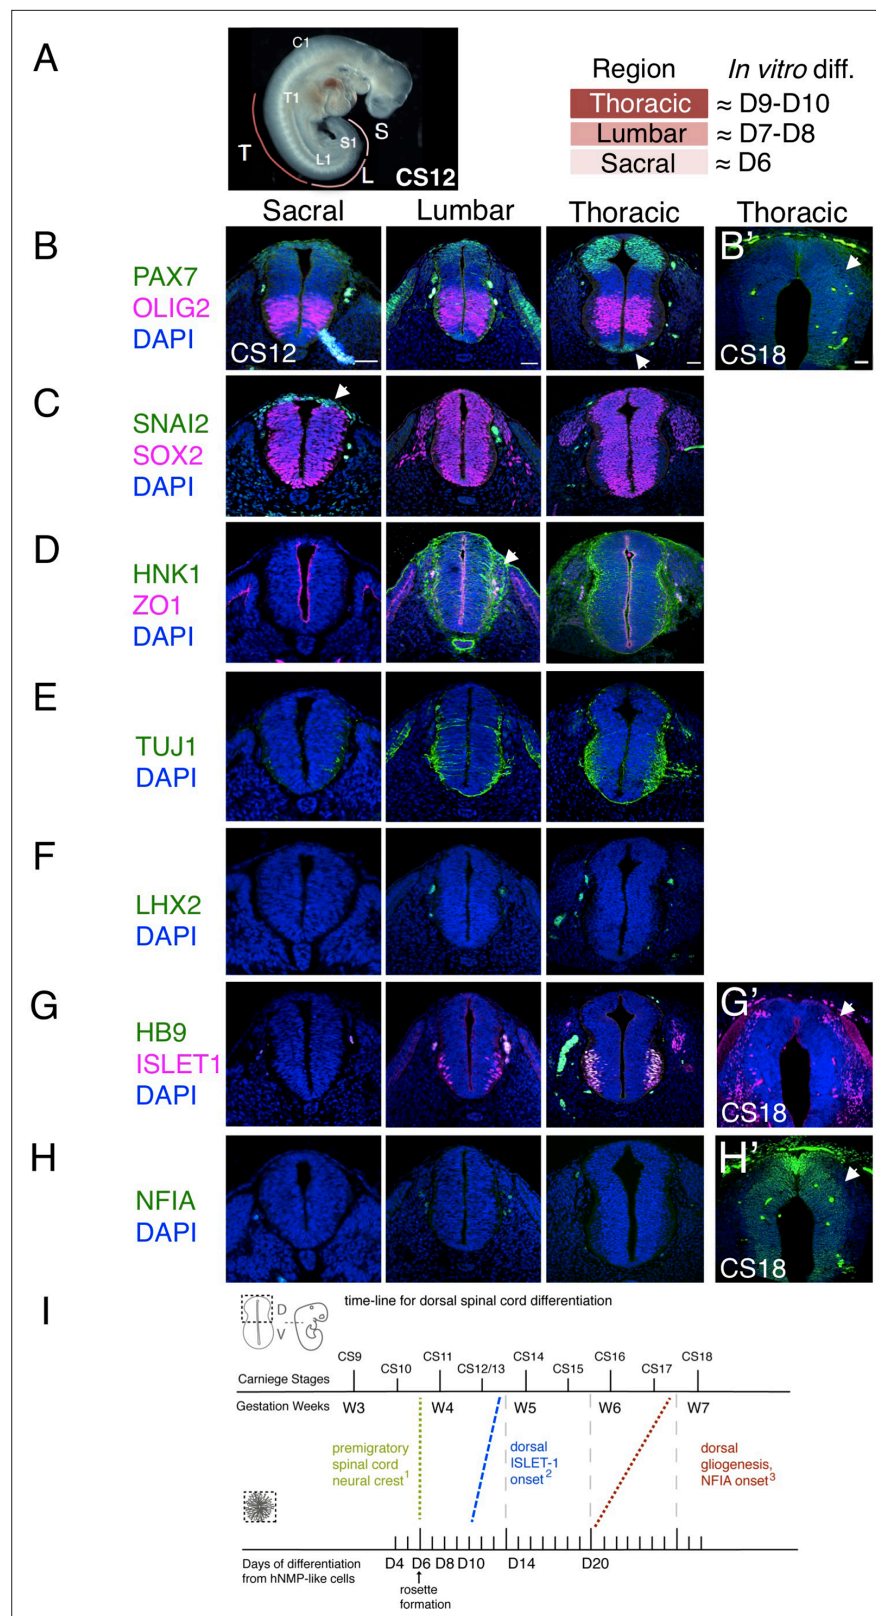 A
C1
T1
S
S1
T
L1
L
CS12
Region
In vitro diff.
Thoracic ≈ D9-D10
Lumbar ≈ D7-D8
Sacral ≈ D6
Sacral
Lumbar
Thoracic
Thoracic
B
PAX7
OLIG2
DAPI
CS12
B'
CS18
C
SNAI2
SOX2
DAPI
D
HNK1
ZO1
DAPI
E
TUJ1
DAPI
F
LHX2
DAPI
G
HB9
ISLET1
DAPI
G'
CS18
H
NFIA
DAPI
H'
CS18
I
D
V
time-line for dorsal spinal cord differentiation
CS9
CS10
CS11
CS12/13
CS14
CS15
CS16
CS17
CS18
Carniege Stages
Gestation Weeks
W3
W4
W5
W6
W7
premigratory
spinal cord
neural crest1
dorsal
ISLET-1
onset2
dorsal
gliogenesis,
NFIA onset3
Days of differentiation
from hNMP-like cells
D4
D6
D8
D10
D14
D20
rosette
formation